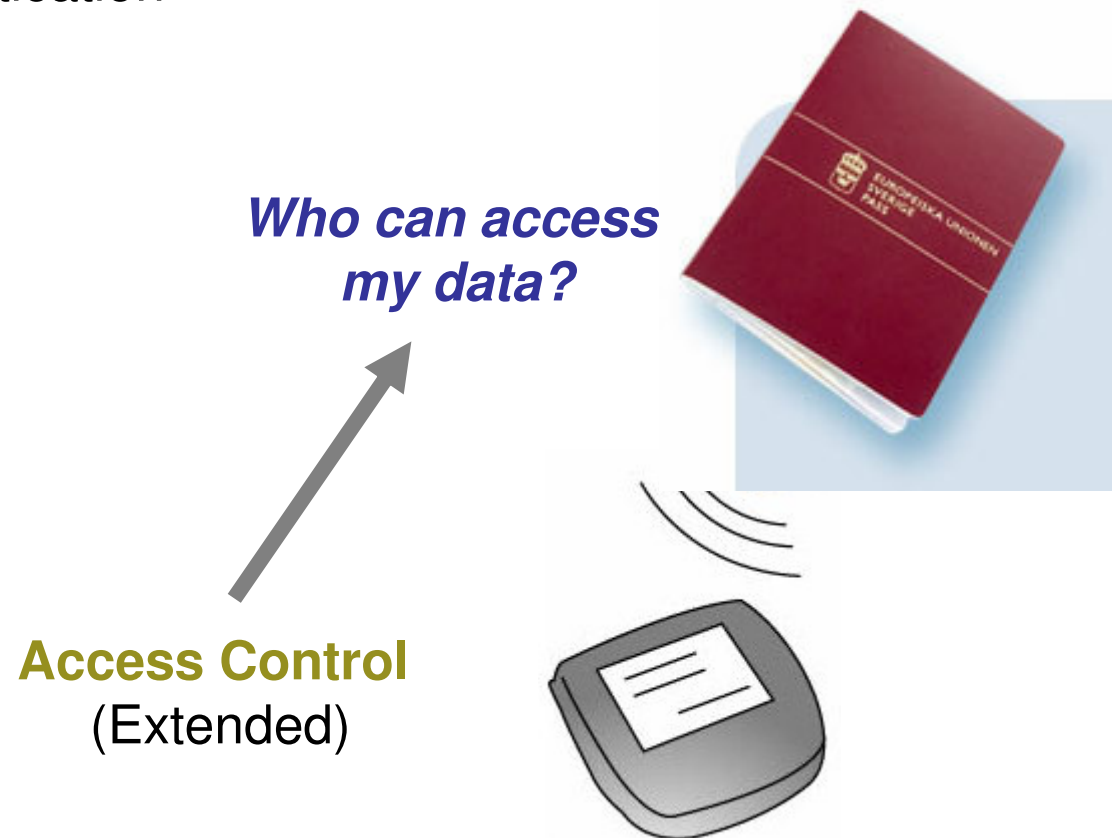 Who can access
my data?
EUROPEISKA UNIONEN
SVERIGE
PASS
Access Control
(Extended)